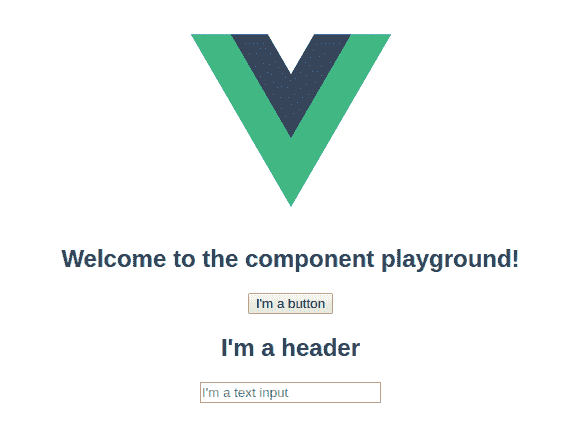 Welcome to the component playground!
I'm a button
I'm a header
I'm a text input